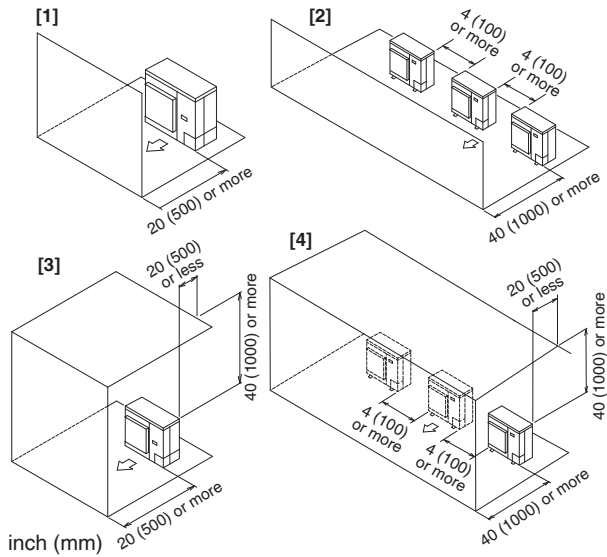 [1]
20 (500) or more
[2]
4 (100)
or more
4 (100)
or more
40 (1000) or more
[3]
20 (500)
or less
40 (1000) or more
20 (500) or more
[4]
20 (500)
or less
40 (1000) or more
4 (100)
or more
4 (100)
or more
40 (1000) or more
inch (mm)